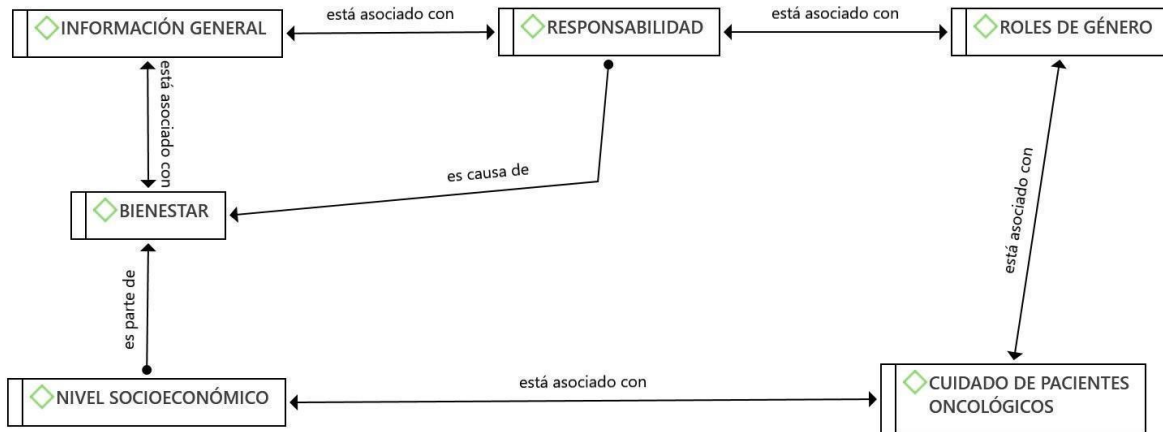 INFORMACIÓN GENERAL
está asociado con
RESPONSABILIDAD
está asociado con
ROLES DE GÉNERO
está asociado con
es causa de
BIENESTAR
está asociado con
es parte de
NIVEL SOCIOECONÓMICO
está asociado con
CUIDADO DE PACIENTES
ONCOLÓGICOS